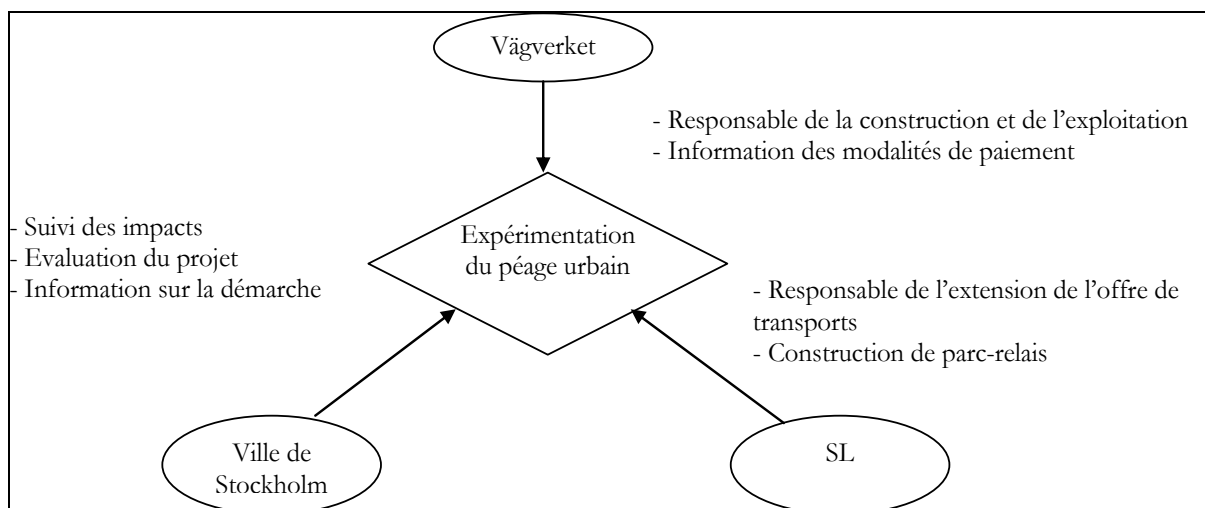 Vägverket
- Responsable de la construction et de l’exploitation
- Information des modalités de paiement
- Suivi des impacts
- Evaluation du projet
- Information sur la démarche
Expérimentation
du péage urbain
- Responsable de l’extension de l’offre de
transports
- Construction de parc-relais
Ville de
Stockholm
SL